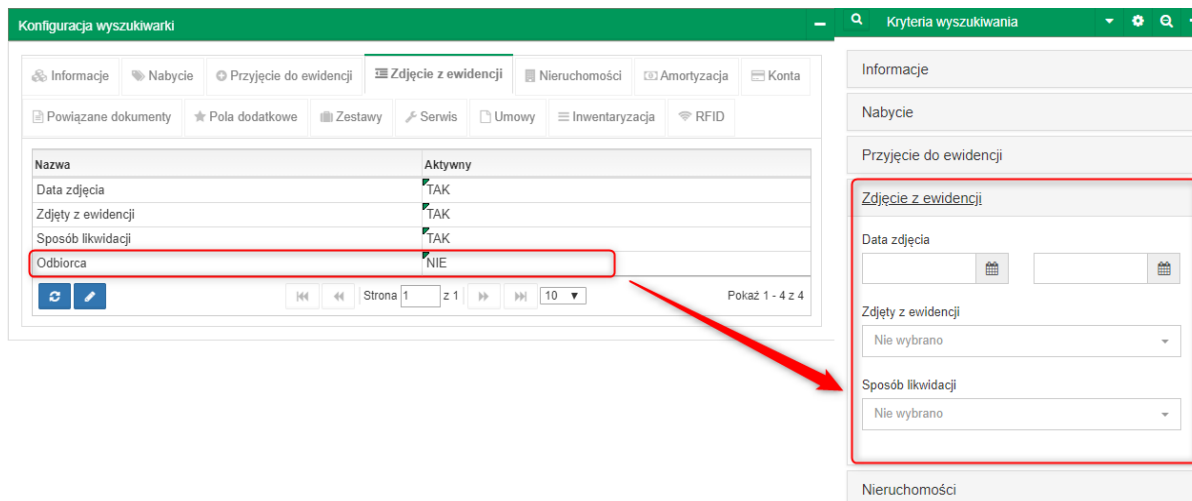 Konfiguracja wyszukiwarki
Informacje Nabycie Przyjęcie do ewidencji Zdjęcie z ewidencji Nieruchomości Amortyzacja Konta
Powiązane dokumenty Pola dodatkowe Zestawy Serwis Umowy Inwentaryzacja RFID
Nazwa Aktywny
Data zdjęcia TAK
Zdjęty z ewidencji TAK
Sposób likwidacji TAK
Odbiorca NIE
Strona 1 z 1 10 Pokaż 1 - 4 z 4
Kryteria wyszukiwania
Informacje
Nabycie
Przyjęcie do ewidencji
Zdjęcie z ewidencji
Data zdjęcia
Zdjęty z ewidencji
Nie wybrano
Sposób likwidacji
Nie wybrano
Nieruchomości